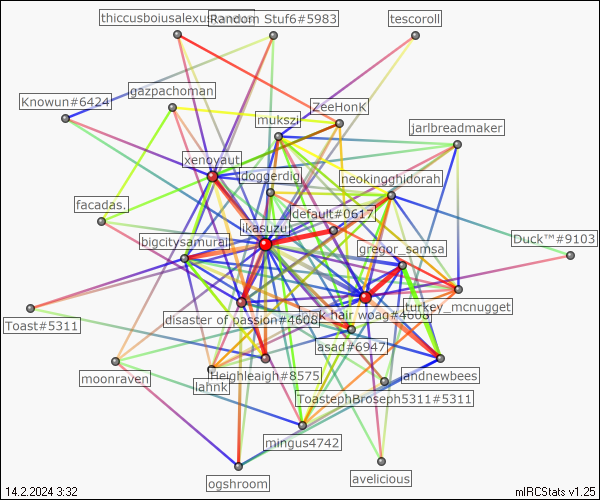 thiccusboiusalexus
Random Stuf6#5983
tescoroll
gazpachoman
Knowun#6424
ZeeHonK
mukszi
jarlbreadmaker
xenoyaut
doggerdig
neokingghidorah
facadas.
default#0617
ikasuzu
bigcitysamurai
gregor_samsa
Duck™#9103
turkey_mcnugget
Toast#5311
disaster of passion#4608
hair woag#4608
asad#6947
moonraven
lahnk
Heighleaigh#8575
andnewbees
ToastephBroseph5311#5311
mingus4742
ogshroom
avelicious
14.2.2024 3:32
mIRCStats v1.25